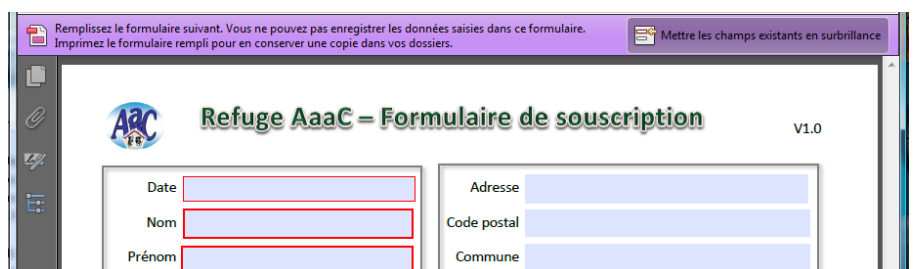 Remplissez le formulaire suivant. Vous ne pouvez pas enregistrer les données saisies dans ce formulaire.
Imprimez le formulaire rempli pour en conserver une copie dans vos dossiers.
Mettre les champs existants en surbrillance
AaaC
Refuge AaaC – Formulaire de souscription
V1.0
Date
Nom
Prénom
Adresse
Code postal
Commune